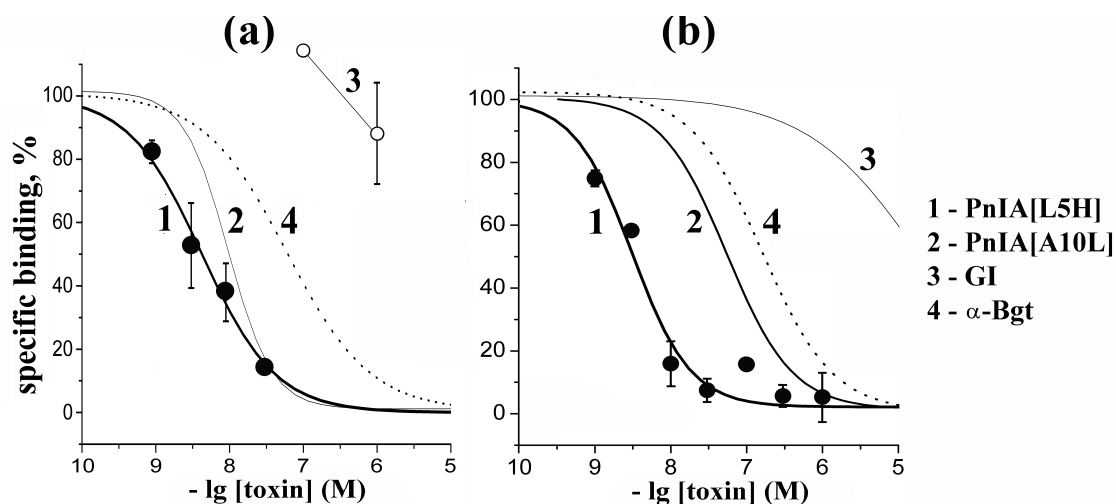 (a)
(b)
specific binding, %
100
80
60
40
20
0
1
2
3
4
10 9 8 7 6 5
- lg [toxin] (M)
100
80
60
40
20
0
1
2
3
4
10 9 8 7 6 5
- lg [toxin] (M)
1 - PnIA[L5H]
2 - PnIA[A10L]
3 - GI
4 - α-Bgt